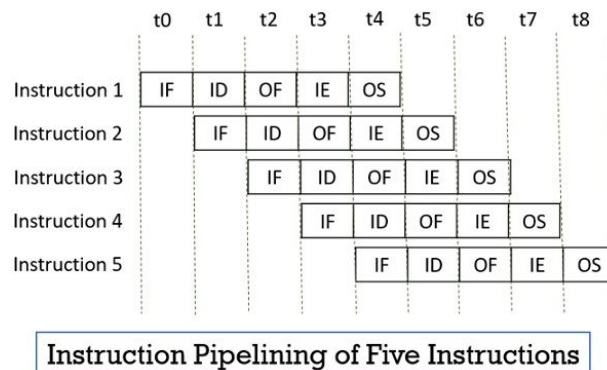 t0 t1 t2 t3 t4 t5 t6 t7 t8
Instruction 1 IF ID OF IE OS
Instruction 2 IF ID OF IE OS
Instruction 3 IF ID OF IE OS
Instruction 4 IF ID OF IE OS
Instruction 5 IF ID OF IE OS
Instruction Pipelining of Five Instructions